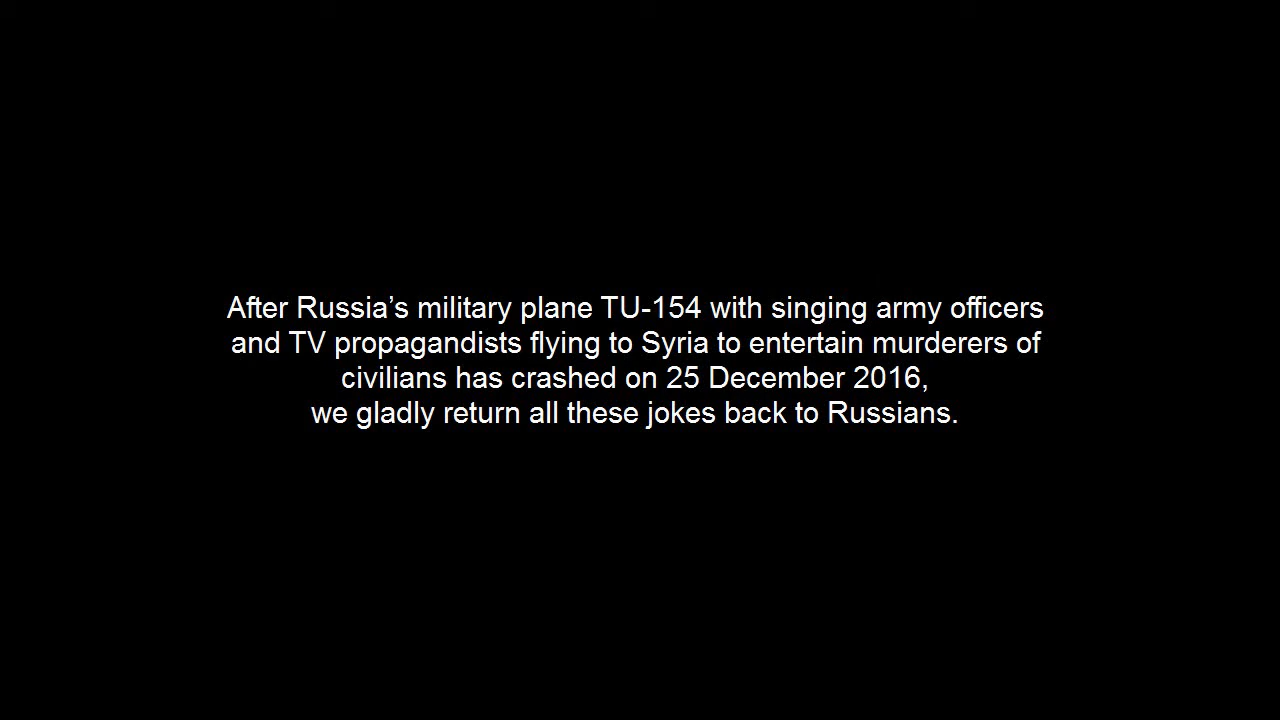 After Russia’s military plane TU-154 with singing army officers
and TV propagandists flying to Syria to entertain murderers of
civilians has crashed on 25 December 2016,
we gladly return all these jokes back to Russians.